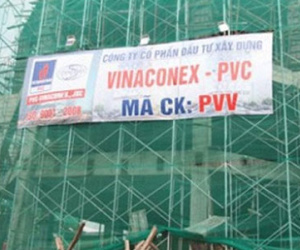 CÔNG TY CỔ PHẦN ĐẦU TƯ XÂY DỰNG
VINACONEX - PVC
MÃ CK: PVV